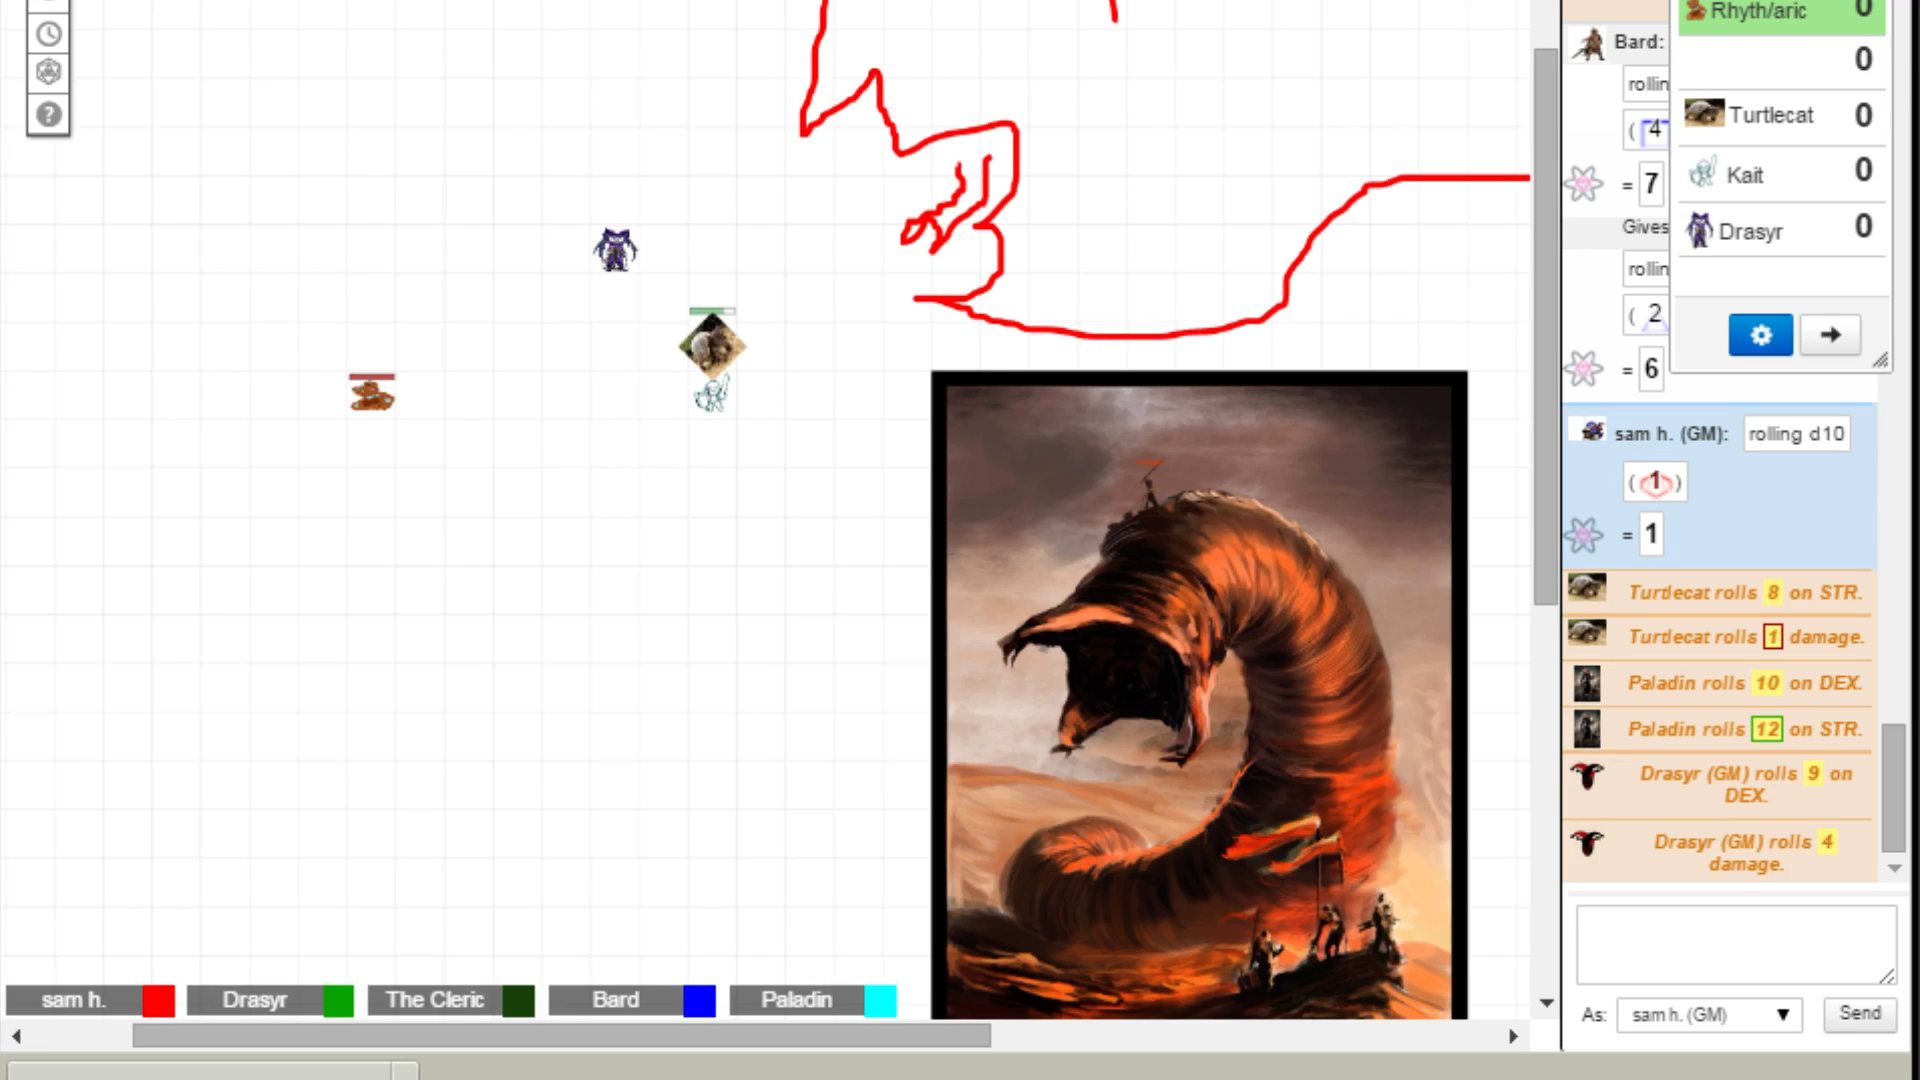 Rhyth/aric 0
0
Turtlecat 0
Kait 0
Drasyr 0
?
Bard:
rollin
( 4
= 7
Gives
rollin
( 2
= 6
sam h. (GM): rolling d10
( 1 )
= 1
Turtlecat rolls 8 on STR.
Turtlecat rolls 1 damage.
Paladin rolls 10 on DEX.
Paladin rolls 12 on STR.
Drasyr (GM) rolls 9 on
DEX.
Drasyr (GM) rolls 4
damage.
sam h. Drasyr The Cleric Bard Paladin
As: sam h. (GM) Send